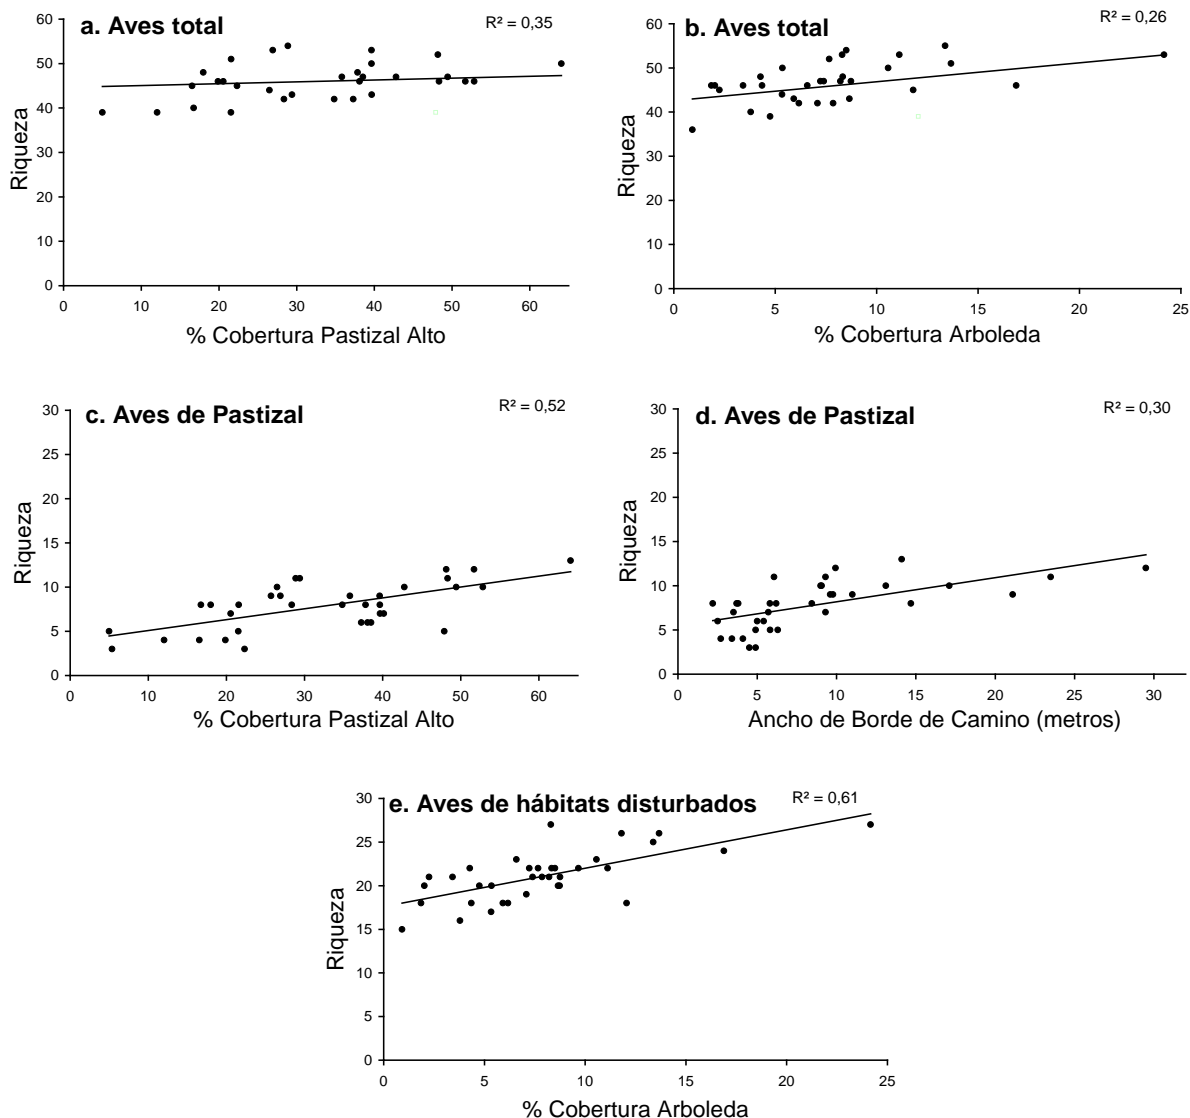 a. Aves total
R² = 0,35
60
50
40
30
20
10
0
Riqueza
0 10 20 30 40 50 60
% Cobertura Pastizal Alto
b. Aves total
R² = 0,26
60
50
40
30
20
10
0
Riqueza
0 5 10 15 20 25
% Cobertura Arboleda
c. Aves de Pastizal
R² = 0,52
30
25
20
15
10
5
0
Riqueza
0 10 20 30 40 50 60
% Cobertura Pastizal Alto
d. Aves de Pastizal
R² = 0,30
30
25
20
15
10
5
0
Riqueza
0 5 10 15 20 25 30
Ancho de Borde de Camino (metros)
e. Aves de hábitats disturbados
R² = 0,61
30
25
20
15
10
5
0
Riqueza
0 5 10 15 20 25
% Cobertura Arboleda